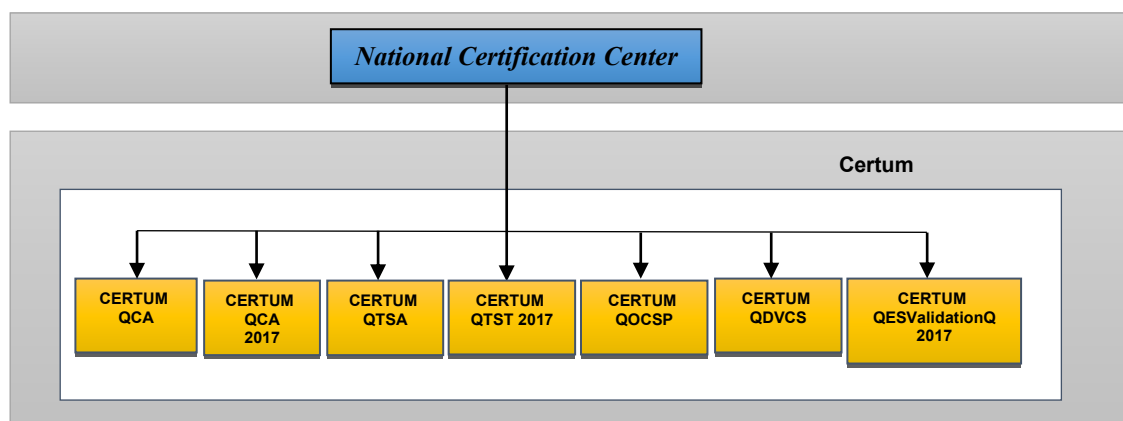 National Certification Center
Certum
CERTUM
QCA
CERTUM
QCA
2017
CERTUM
QTSA
CERTUM
QTST 2017
CERTUM
QOCSP
CERTUM
QDVCS
CERTUM
QESValidationQ
2017